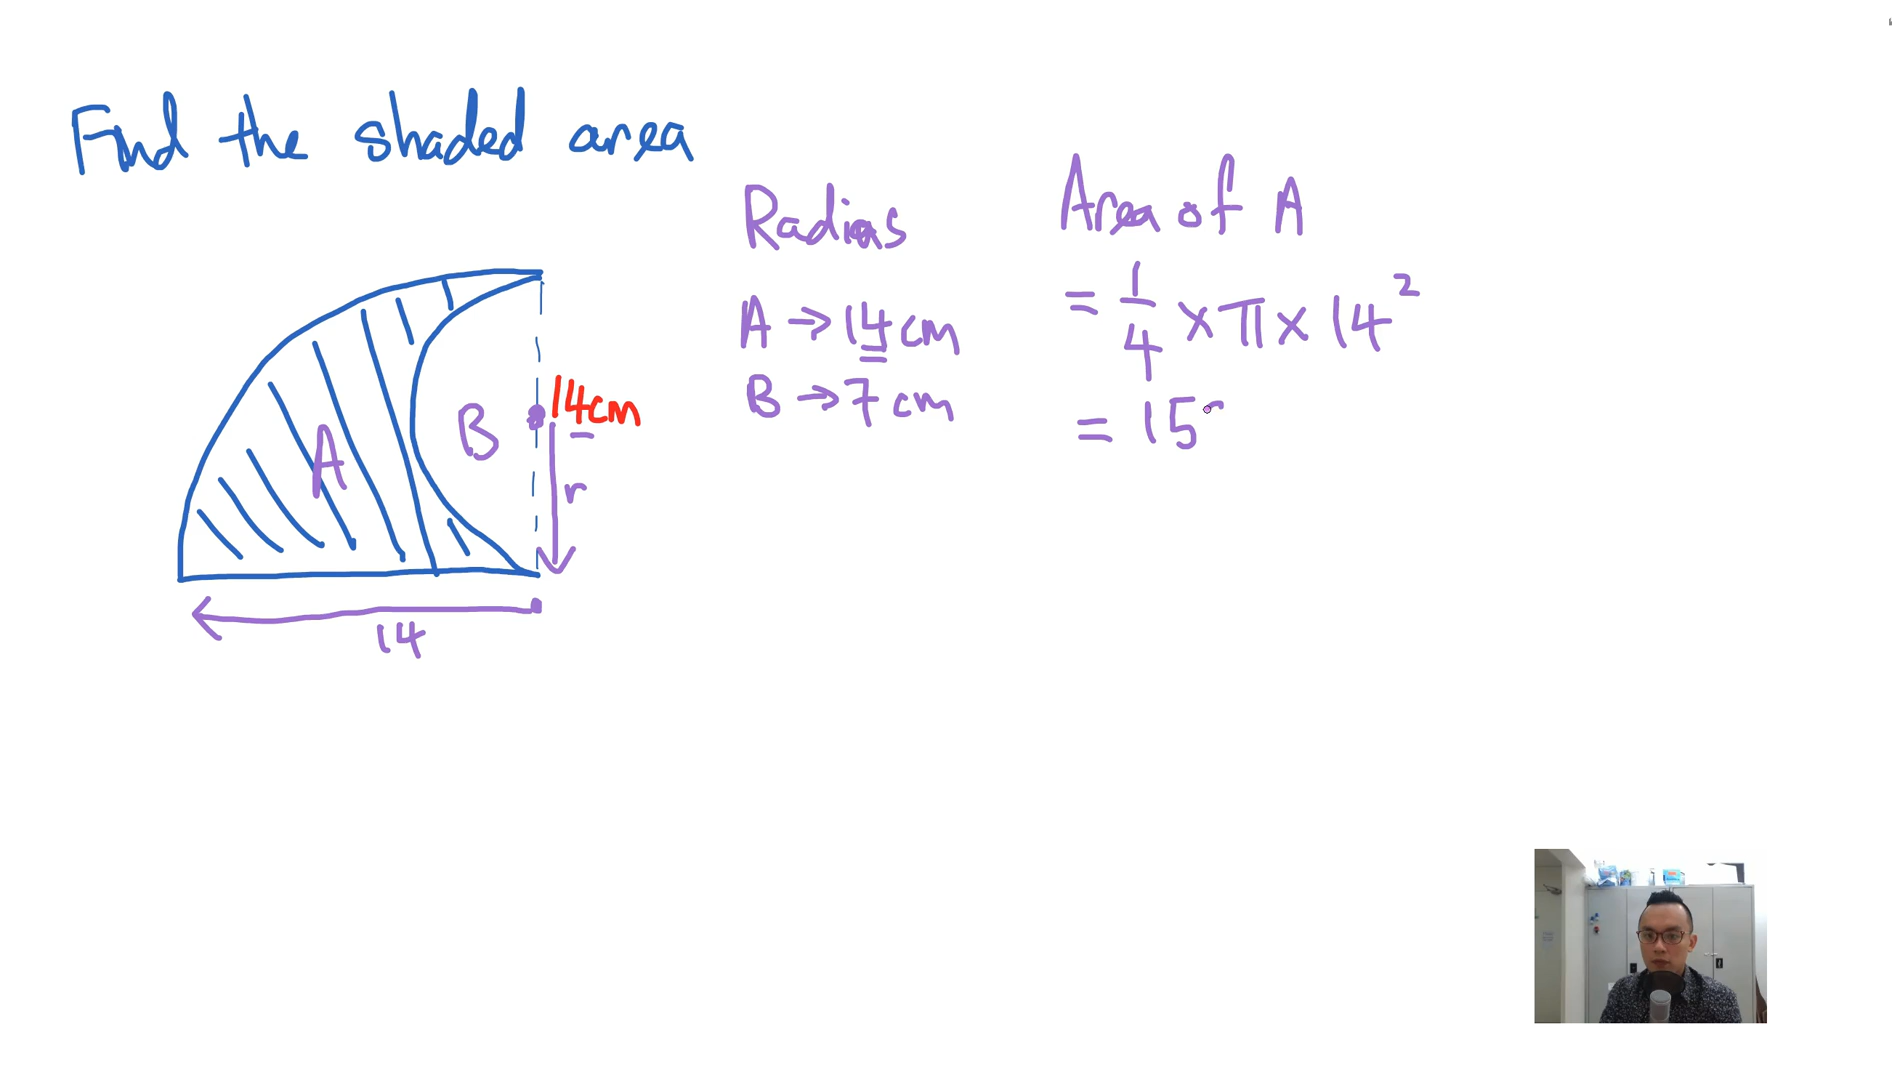 Find the shaded area
Radius
A → 14 cm
B → 7 cm
Area of A
= 1/4 × π × 14²
= 15
A
B
14cm
r
14